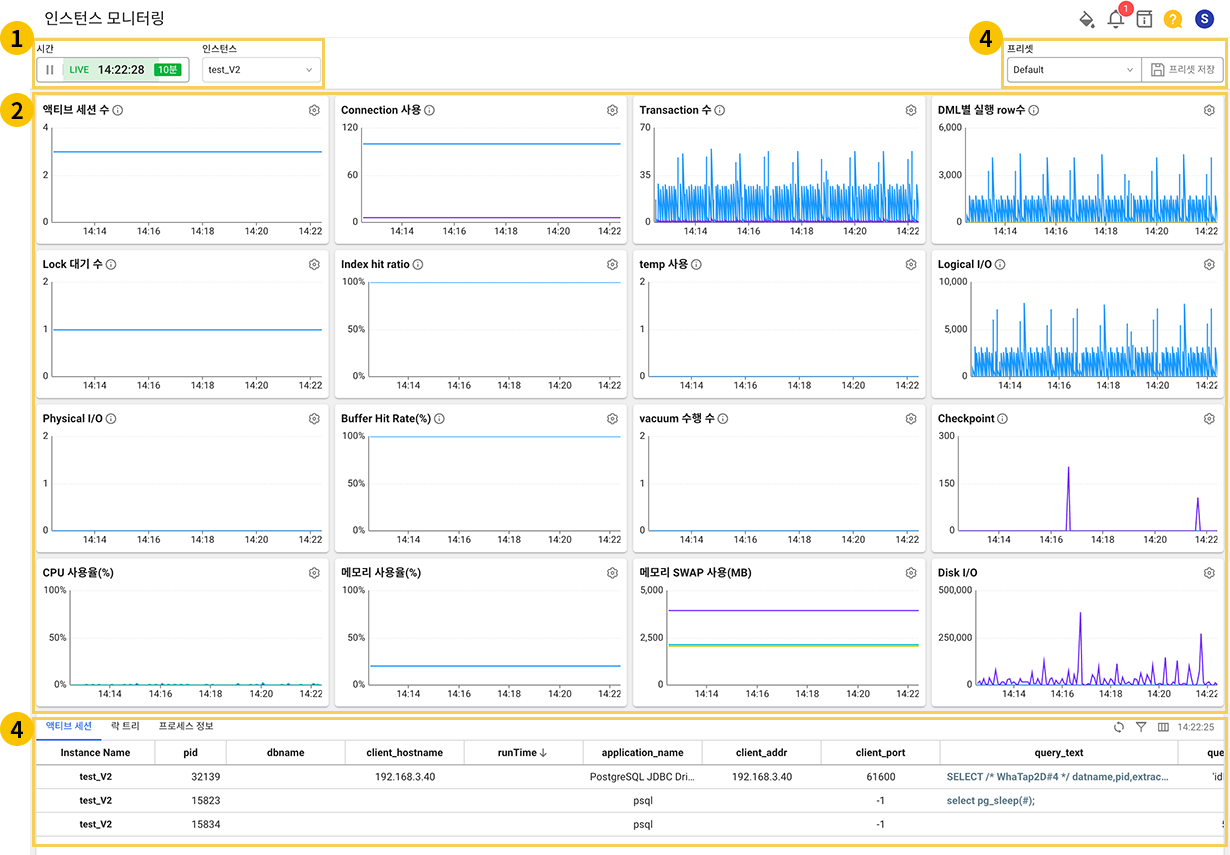 인스턴스 모니터링
1
?
S
1
시간
인스턴스
4
프리셋
LIVE 14:22:28 10분
test_V2
Default
프리셋 저장
2
액티브 세션 수
4
2
0
14:14 14:16 14:18 14:20 14:22
Connection 사용
120
60
0
14:14 14:16 14:18 14:20 14:22
Transaction 수
70
35
0
14:14 14:16 14:18 14:20 14:22
DML별 실행 row수
6,000
3,000
0
14:14 14:16 14:18 14:20 14:22
Lock 대기 수
2
1
0
14:14 14:16 14:18 14:20 14:22
Index hit ratio
100%
50%
0%
14:14 14:16 14:18 14:20 14:22
temp 사용
2
1
0
14:14 14:16 14:18 14:20 14:22
Logical I/O
10,000
5,000
0
14:14 14:16 14:18 14:20 14:22
Physical I/O
2
1
0
14:14 14:16 14:18 14:20 14:22
Buffer Hit Rate(%)
100%
50%
0%
14:14 14:16 14:18 14:20 14:22
vacuum 수행 수
2
1
0
14:14 14:16 14:18 14:20 14:22
Checkpoint
300
150
0
14:14 14:16 14:18 14:20 14:22
CPU 사용율(%)
100%
50%
0%
14:14 14:16 14:18 14:20 14:22
메모리 사용율(%)
100%
50%
0%
14:14 14:16 14:18 14:20 14:22
메모리 SWAP 사용(MB)
5,000
2,500
0
14:14 14:16 14:18 14:20 14:22
Disk I/O
500,000
250,000
0
14:14 14:16 14:18 14:20 14:22
4
액티브 세션 락 트리 프로세스 정보
14:22:25
Instance Name pid dbname client_hostname runTime application_name client_addr client_port query_text que
test_V2 32139 192.168.3.40 PostgreSQL JDBC Dri... 192.168.3.40 61600 SELECT /* WhaTap2D#4 */ datname,pid,extrac... 'id
test_V2 15823 psql -1 select pg_sleep(#);
test_V2 15834 psql -1